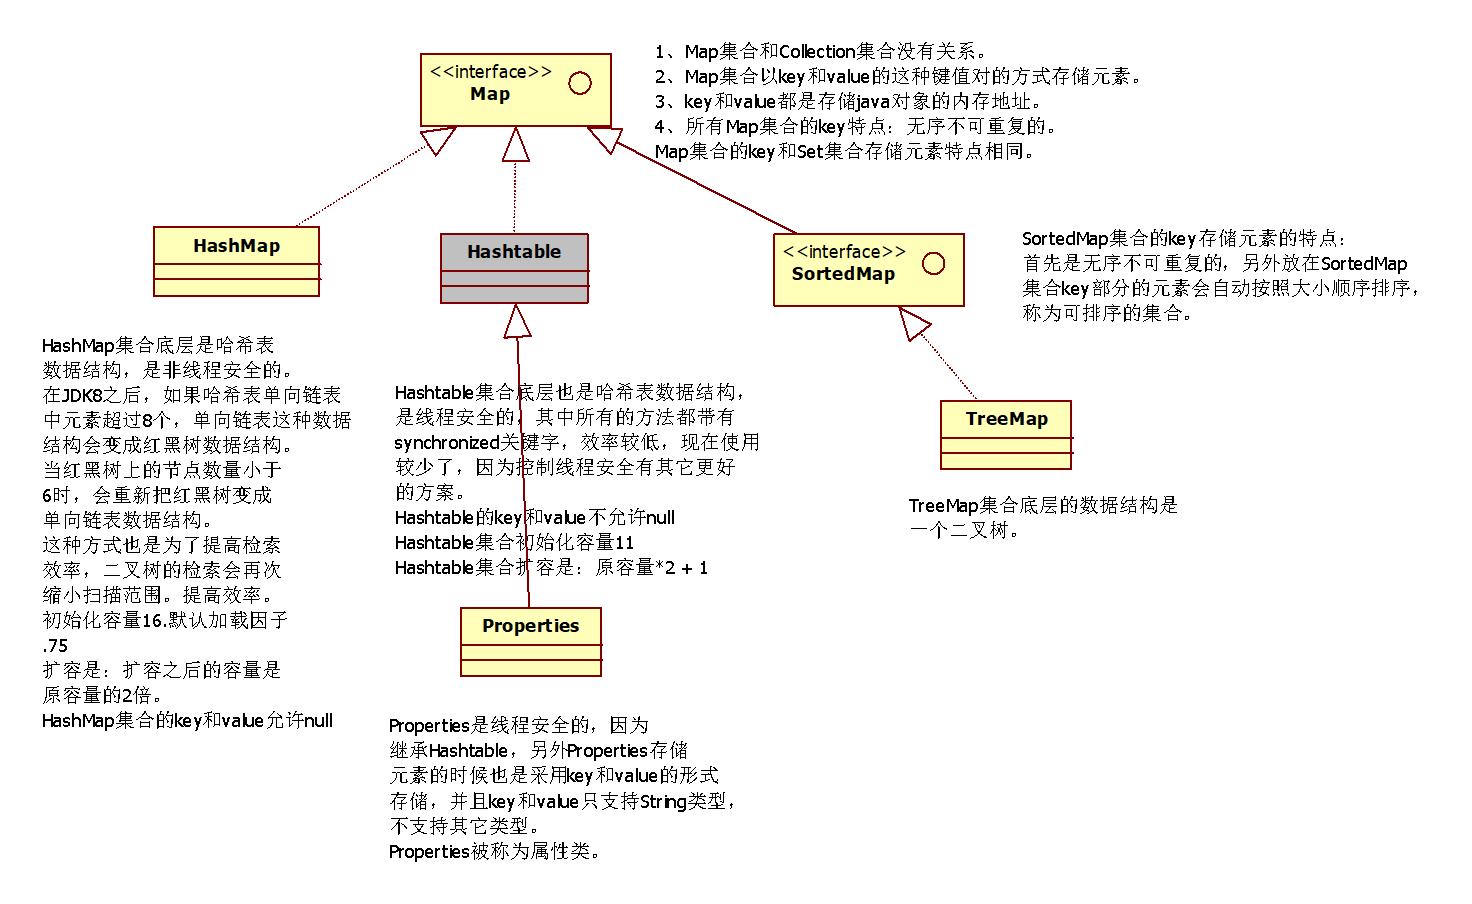 <<interface>>
Map
1、Map集合和Collection集合没有关系。
2、Map集合以key和value的这种键值对的方式存储元素。
3、key和value都是存储java对象的内存地址。
4、所有Map集合的key特点：无序不可重复的。
Map集合的key和Set集合存储元素特点相同。
HashMap
Hashtable
<<interface>>
SortedMap
SortedMap集合的key存储元素的特点：
首先是无序不可重复的，另外放在SortedMap
集合key部分的元素会自动按照大小顺序排序，
称为可排序的集合。
HashMap集合底层是哈希表
数据结构，是非线程安全的。
在JDK8之后，如果哈希表单向链表
中元素超过8个，单向链表这种数据
结构会变成红黑树数据结构。
当红黑树上的节点数量小于
6时，会重新把红黑树变成
单向链表数据结构。
这种方式也是为了提高检索
效率，二叉树的检索会再次
缩小扫描范围。提高效率。
初始化容量16.默认加载因子
.75
扩容是：扩容之后的容量是
原容量的2倍。
HashMap集合的key和value允许null
Hashtable集合底层也是哈希表数据结构，
是线程安全的，其中所有的方法都带有
synchronized关键字，效率较低，现在使用
较少了，因为控制线程安全有其它更好
的方案。
Hashtable的key和value不允许null
Hashtable集合初始化容量11
Hashtable集合扩容是：原容量*2 + 1
TreeMap
TreeMap集合底层的数据结构是
一个二叉树。
Properties
Properties是线程安全的，因为
继承Hashtable，另外Properties存储
元素的时候也是采用key和value的形式
存储，并且key和value只支持String类型，
不支持其它类型。
Properties被称为属性类。